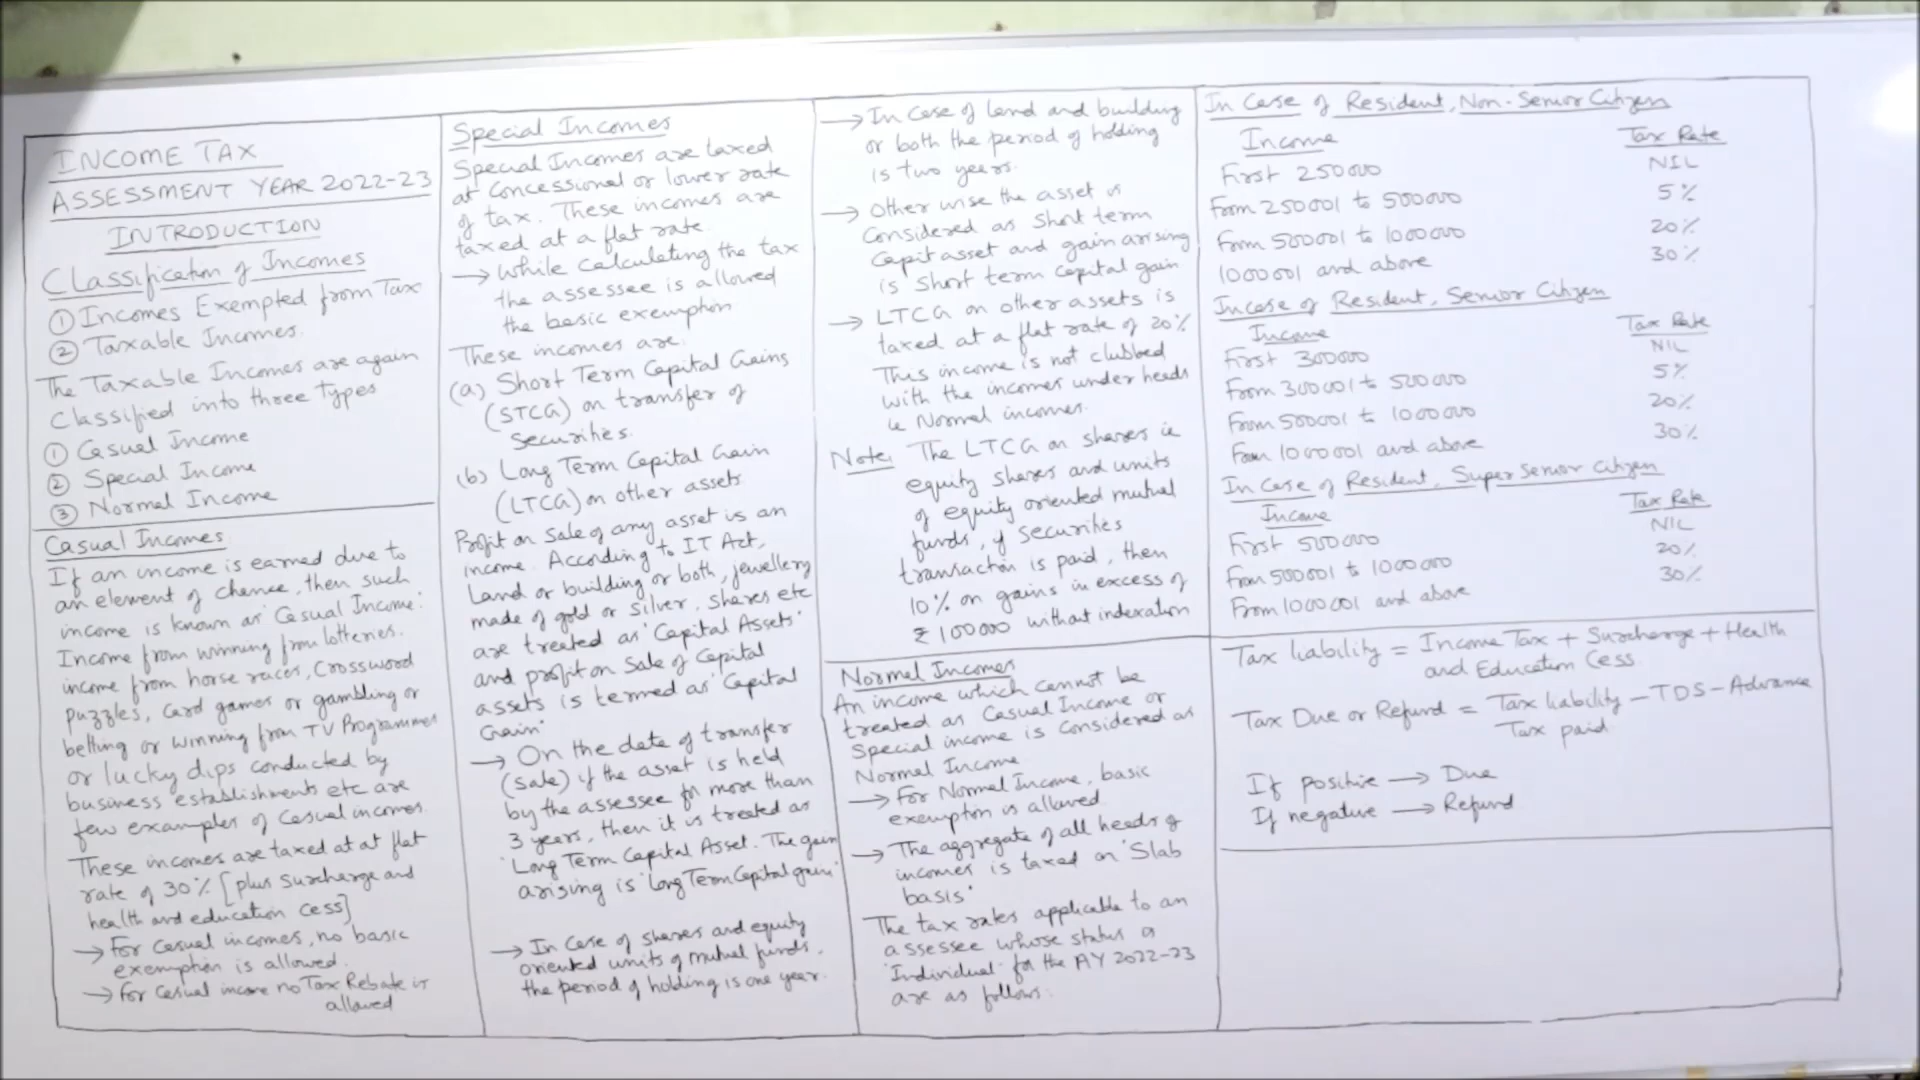 INCOME TAX
ASSESSMENT YEAR 2022-23
INTRODUCTION
Classification of Incomes
① Incomes Exempted from Tax
② Taxable Incomes.
The Taxable Incomes are again
Classified into three Types
① Casual Income
② Special Income
③ Normal Income
Casual Incomes
If an income is earned due to
an element of chance, then such
income is known as 'Casual Income'.
Income from winning from lotteries.
income from horse races, Crossword
puzzles, Card games or gambling or
betting or winning from TV Programmes
or lucky dips conducted by
business establishments etc are
few examples of Casual incomes.
These incomes are taxed at at flat
rate of 30% [plus Surcharge and
health and education cess]
→ For Casual incomes, no basic
exemption is allowed.
→ For Casual income no Tax Rebate is
allowed
Special Incomes
Special Incomes are taxed
at Concessional or lower rate
of tax. These incomes are
taxed at a flat rate.
→ While calculating the tax
the assessee is allowed
the basic exemption
These incomes are.
(a) Short Term Capital Gains
(STCG) on transfer of
Securities.
(b) Long Term Capital Gain
(LTCG) on other assets
Profit on Sale of any asset is an
income. According to IT Act,
Land or building or both, jewellery
made of gold or silver, Shares etc
are treated as 'Capital Assets'
and profit on Sale of Capital
assets is termed as 'Capital
Gain'
→ On the date of transfer
(Sale) if the asset is held
by the assessee for more than
3 years, then it is treated as
'Long Term Capital Asset. The gain
arising is 'Long Term Capital gain'
→ In Case of Shares and equity
oriented units of mutual funds.
the period of holding is one year.
→ In Case of Land and building
or both the period of holding
is two years.
→ Other wise the asset is
Considered as Short term
Capit asset and gain arising
is Short term capital gain
→ LTCG on other assets is
taxed at a flat rate of 20%
This income is not clubbed
with the incomes under heads
ie Normal incomes.
Note: The LTCG on shares ie
equity shares and units
of equity oriented mutual
funds, if securities
transaction is paid, then
10% on gains in excess of
₹ 100000 without indexation
Normal Incomes
An income which cannot be
treated as Casual Income or
Special income is Considered as
Normal Income
→ For Normal Income, basic
exemption is allowed.
→ The aggregate of all heads of
incomes is taxed on 'Slab
basis'
The tax rates applicable to an
assessee whose status is
'Individual' for the AY 2022-23
are as follows:
In Case of Resident, Non-Senior Citizen
Income Tax Rate
First 250000 NIL
From 250001 to 500000 5%
From 500001 to 1000000 20%
1000001 and above 30%
In case of Resident, Senior Citizen
Income Tax Rate
First 300000 NIL
From 300001 to 500000 5%
From 500001 to 1000000 20%
From 1000001 and above 30%
In Case of Resident, Super Senior Citizen
Income Tax Rate
First 500000 NIL
From 500001 to 1000000 20%
From 1000001 and above 30%
Tax liability = Income Tax + Surcharge + Health
and Education Cess
Tax Due or Refund = Tax liability - TDS - Advance
Tax paid
If positive → Due
If negative → Refund